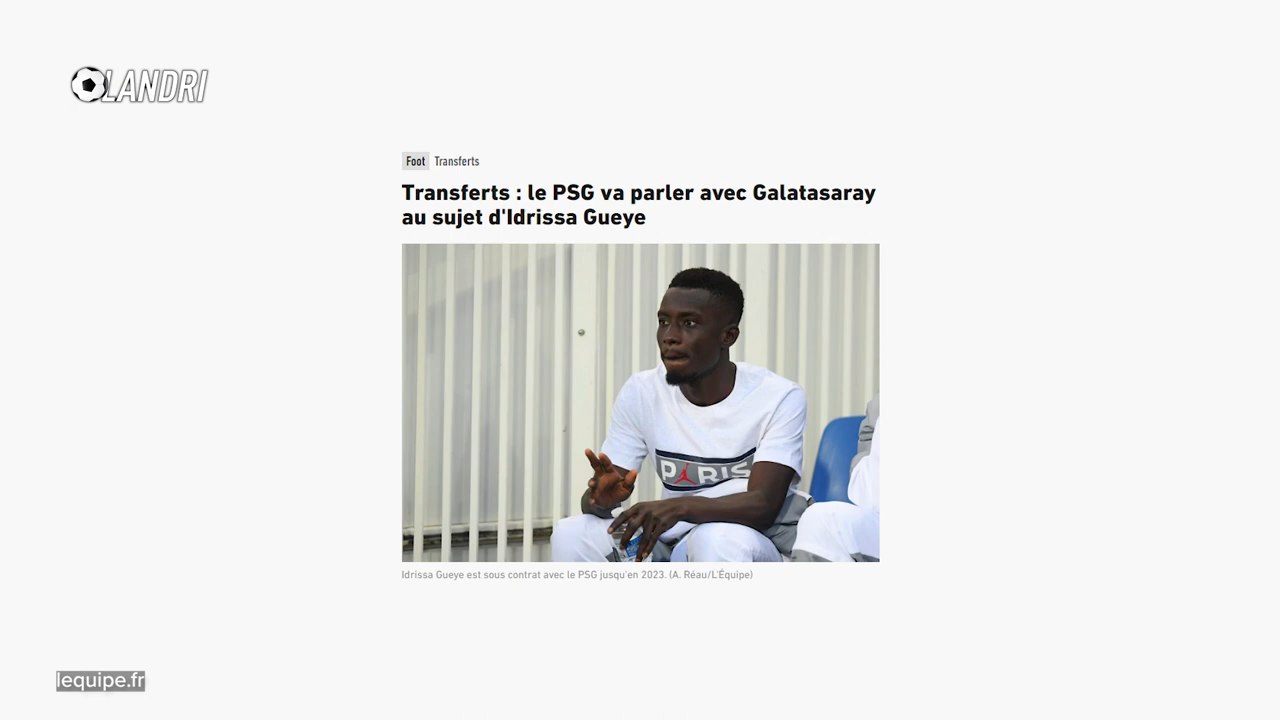 LANDRI
Foot Transferts
Transferts : le PSG va parler avec Galatasaray
au sujet d'Idrissa Gueye
PARIS
Idrissa Gueye est sous contrat avec le PSG jusqu'en 2023. (A. Réau/L'Équipe)
lequipe.fr